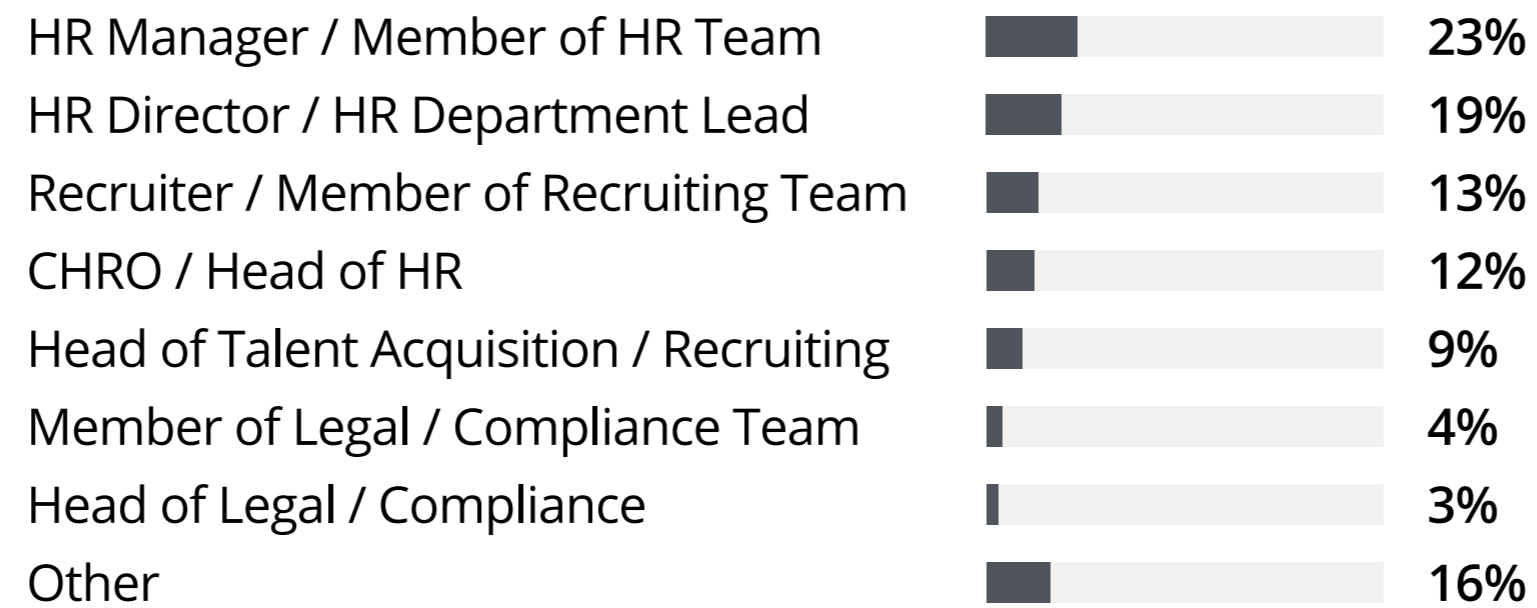 HR Manager / Member of HR Team 23%
HR Director / HR Department Lead 19%
Recruiter / Member of Recruiting Team 13%
CHRO / Head of HR 12%
Head of Talent Acquisition / Recruiting 9%
Member of Legal / Compliance Team 4%
Head of Legal / Compliance 3%
Other 16%